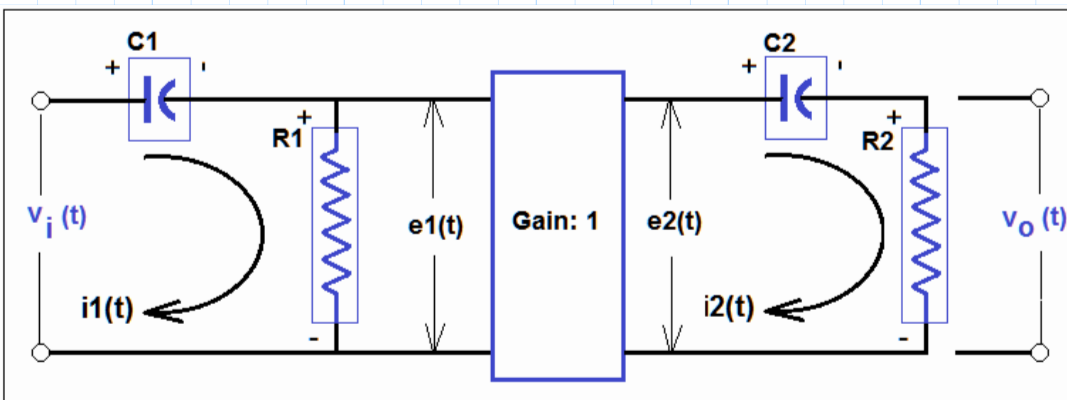 C1
+ '
+
R1
-
v i (t)
i1(t)
e1(t)
Gain: 1
e2(t)
C2
+ '
+
R2
-
i2(t)
v o (t)